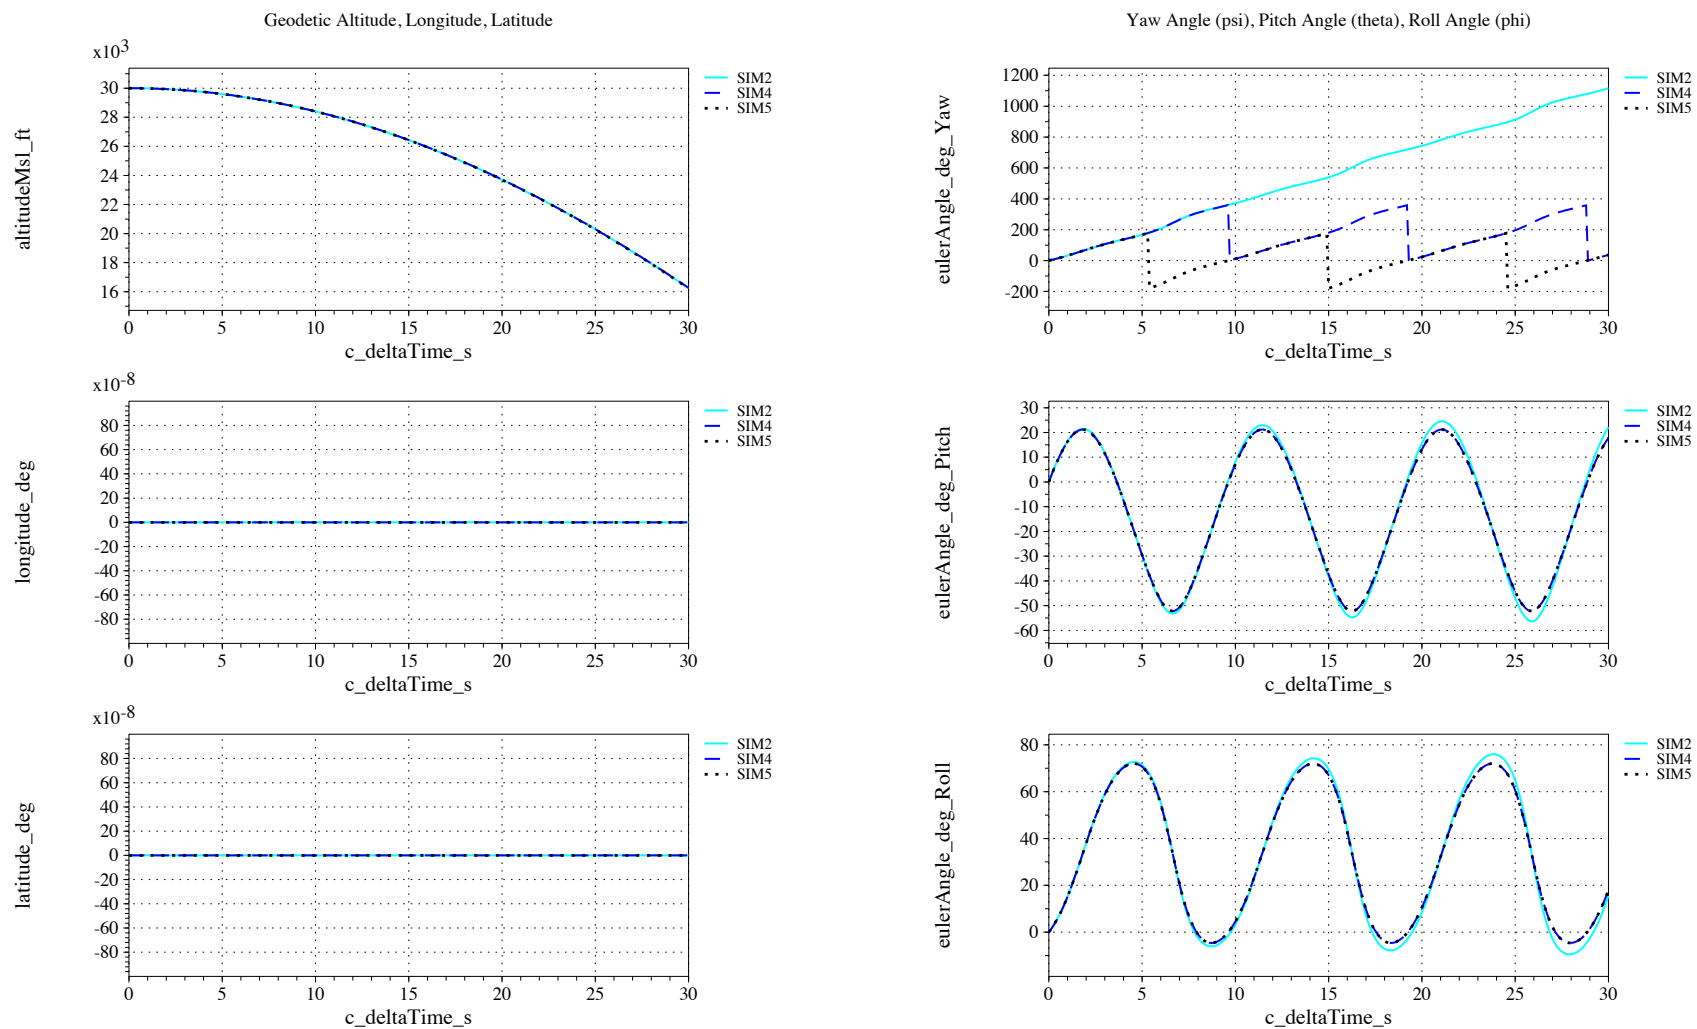 Geodetic Altitude, Longitude, Latitude
x10³
altitudeMsl_ft
30
28
26
24
22
20
18
16
0 5 10 15 20 25 30
c_deltaTime_s
SIM2
SIM4
SIM5
x10⁻⁸
longitude_deg
80
60
40
20
0
-20
-40
-60
-80
0 5 10 15 20 25 30
c_deltaTime_s
SIM2
SIM4
SIM5
x10⁻⁸
latitude_deg
80
60
40
20
0
-20
-40
-60
-80
0 5 10 15 20 25 30
c_deltaTime_s
SIM2
SIM4
SIM5
Yaw Angle (psi), Pitch Angle (theta), Roll Angle (phi)
eulerAngle_deg_Yaw
1200
1000
800
600
400
200
0
-200
0 5 10 15 20 25 30
c_deltaTime_s
SIM2
SIM4
SIM5
eulerAngle_deg_Pitch
30
20
10
0
-10
-20
-30
-40
-50
-60
0 5 10 15 20 25 30
c_deltaTime_s
SIM2
SIM4
SIM5
eulerAngle_deg_Roll
80
60
40
20
0
0 5 10 15 20 25 30
c_deltaTime_s
SIM2
SIM4
SIM5